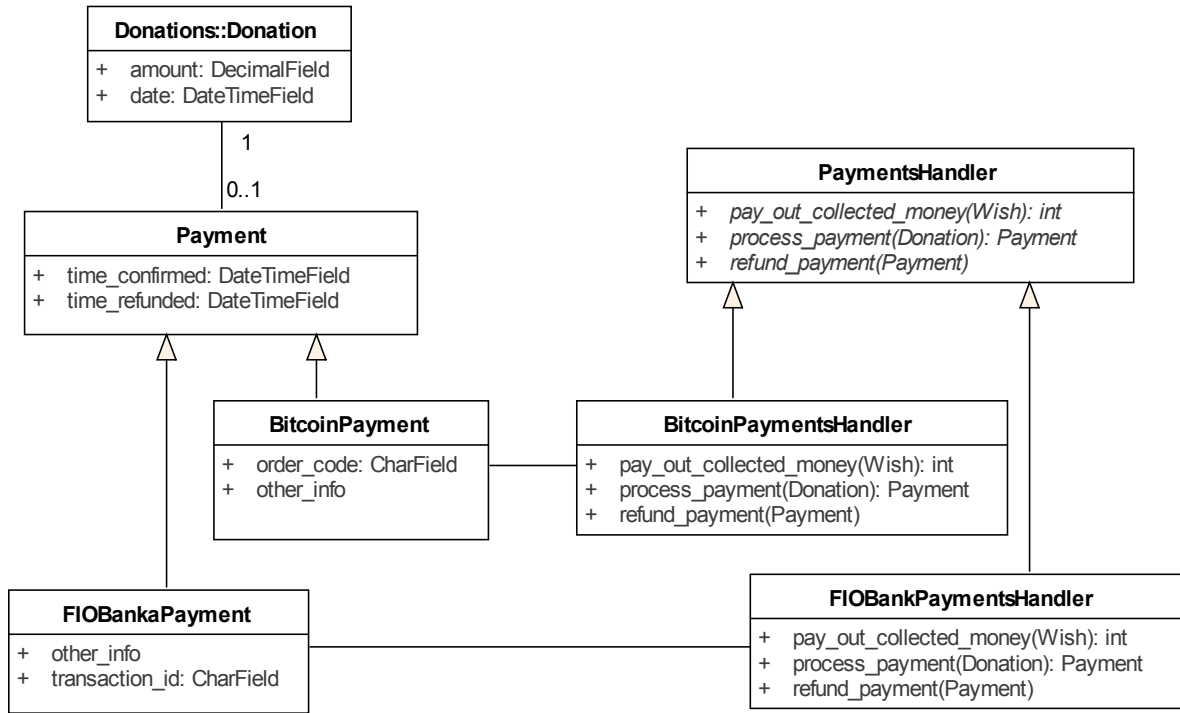 Donations::Donation
+ amount: DecimalField
+ date: DateTimeField
1
0..1
Payment
+ time_confirmed: DateTimeField
+ time_refunded: DateTimeField
PaymentsHandler
+ pay_out_collected_money(Wish): int
+ process_payment(Donation): Payment
+ refund_payment(Payment)
BitcoinPayment
+ order_code: CharField
+ other_info
BitcoinPaymentsHandler
+ pay_out_collected_money(Wish): int
+ process_payment(Donation): Payment
+ refund_payment(Payment)
FIOBankaPayment
+ other_info
+ transaction_id: CharField
FIOBankPaymentsHandler
+ pay_out_collected_money(Wish): int
+ process_payment(Donation): Payment
+ refund_payment(Payment)